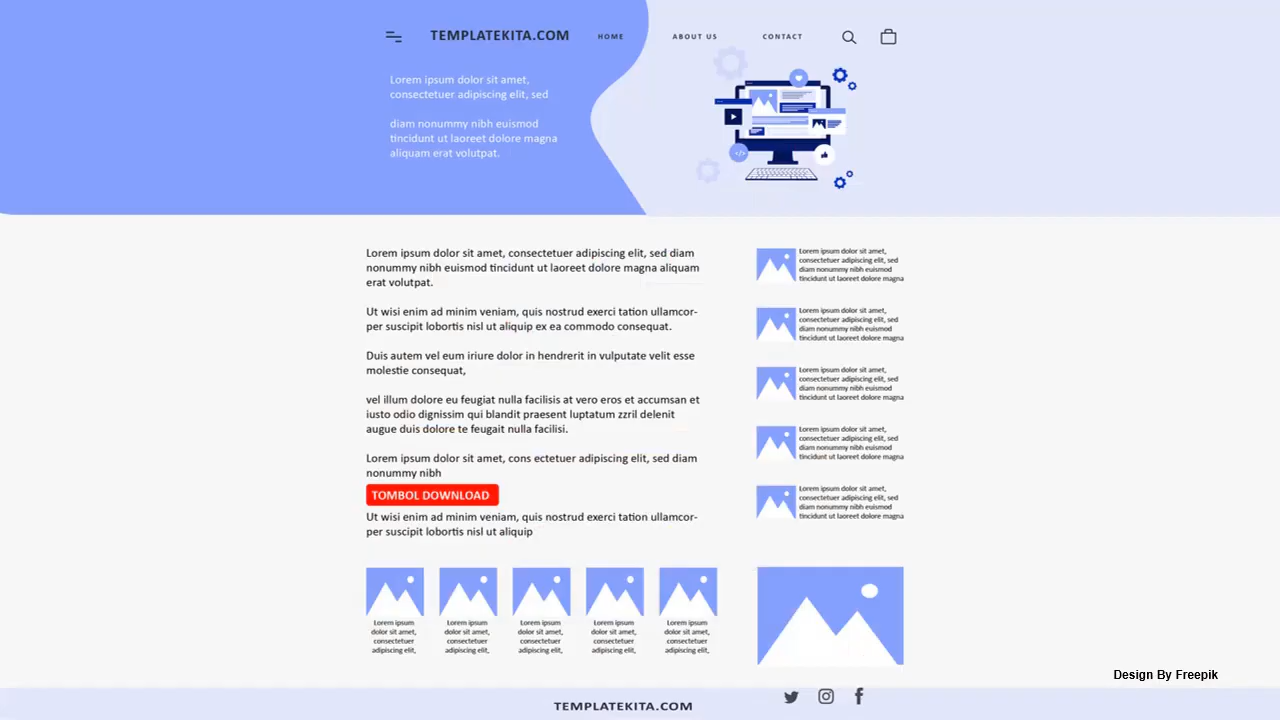 TEMPLATEKITA.COM
HOME
ABOUT US
CONTACT
Lorem ipsum dolor sit amet,
consectetuer adipiscing elit, sed
diam nonummy nibh euismod
tincidunt ut laoreet dolore magna
aliquam erat volutpat.
Lorem ipsum dolor sit amet, consectetuer adipiscing elit, sed diam
nonummy nibh euismod tincidunt ut laoreet dolore magna aliquam
erat volutpat.
Ut wisi enim ad minim veniam, quis nostrud exerci tation ullamcor-
per suscipit lobortis nisl ut aliquip ex ea commodo consequat.
Duis autem vel eum iriure dolor in hendrerit in vulputate velit esse
molestie consequat,
vel illum dolore eu feugiat nulla facilisis at vero eros et accumsan et
iusto odio dignissim qui blandit praesent luptatum zzril delenit
augue duis dolore te feugait nulla facilisi.
Lorem ipsum dolor sit amet, cons ectetuer adipiscing elit, sed diam
nonummy nibh
TOMBOL DOWNLOAD
Ut wisi enim ad minim veniam, quis nostrud exerci tation ullamcor-
per suscipit lobortis nisl ut aliquip
Lorem ipsum dolor sit amet,
consectetuer adipiscing elit, sed
diam nonummy nibh euismod
tincidunt ut laoreet dolore magna
Lorem ipsum dolor sit amet,
consectetuer adipiscing elit, sed
diam nonummy nibh euismod
tincidunt ut laoreet dolore magna
Lorem ipsum dolor sit amet,
consectetuer adipiscing elit, sed
diam nonummy nibh euismod
tincidunt ut laoreet dolore magna
Lorem ipsum dolor sit amet,
consectetuer adipiscing elit, sed
diam nonummy nibh euismod
tincidunt ut laoreet dolore magna
Lorem ipsum dolor sit amet,
consectetuer adipiscing elit, sed
diam nonummy nibh euismod
tincidunt ut laoreet dolore magna
Lorem ipsum
dolor sit amet,
consectetuer
adipiscing elit,
Lorem ipsum
dolor sit amet,
consectetuer
adipiscing elit,
Lorem ipsum
dolor sit amet,
consectetuer
adipiscing elit,
Lorem ipsum
dolor sit amet,
consectetuer
adipiscing elit,
Lorem ipsum
dolor sit amet,
consectetuer
adipiscing elit,
Design By Freepik
TEMPLATEKITA.COM